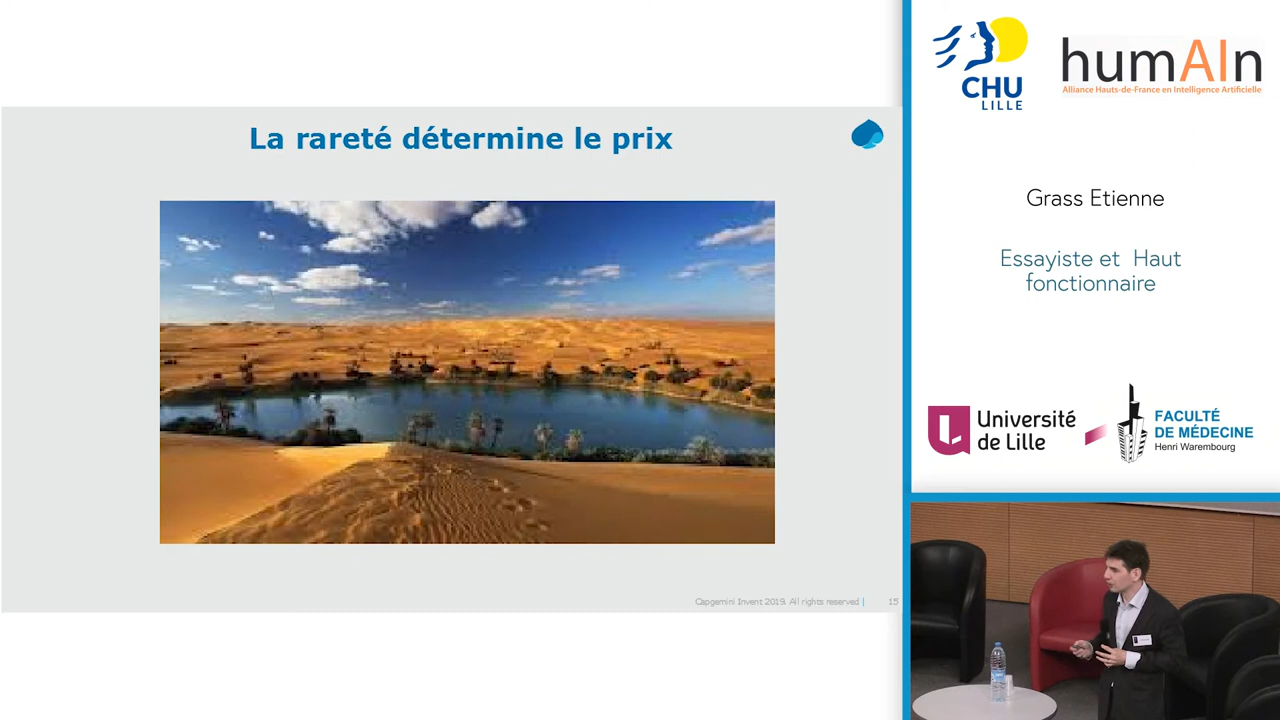 La rareté détermine le prix
Capgemini Invent 2019. All rights reserved |
15
CHU
LILLE
humAIn
Alliance Hauts-de-France en Intelligence Artificielle
Grass Etienne
Essayiste et Haut
fonctionnaire
Université
de Lille
FACULTÉ
DE MÉDECINE
Henri Warembourg